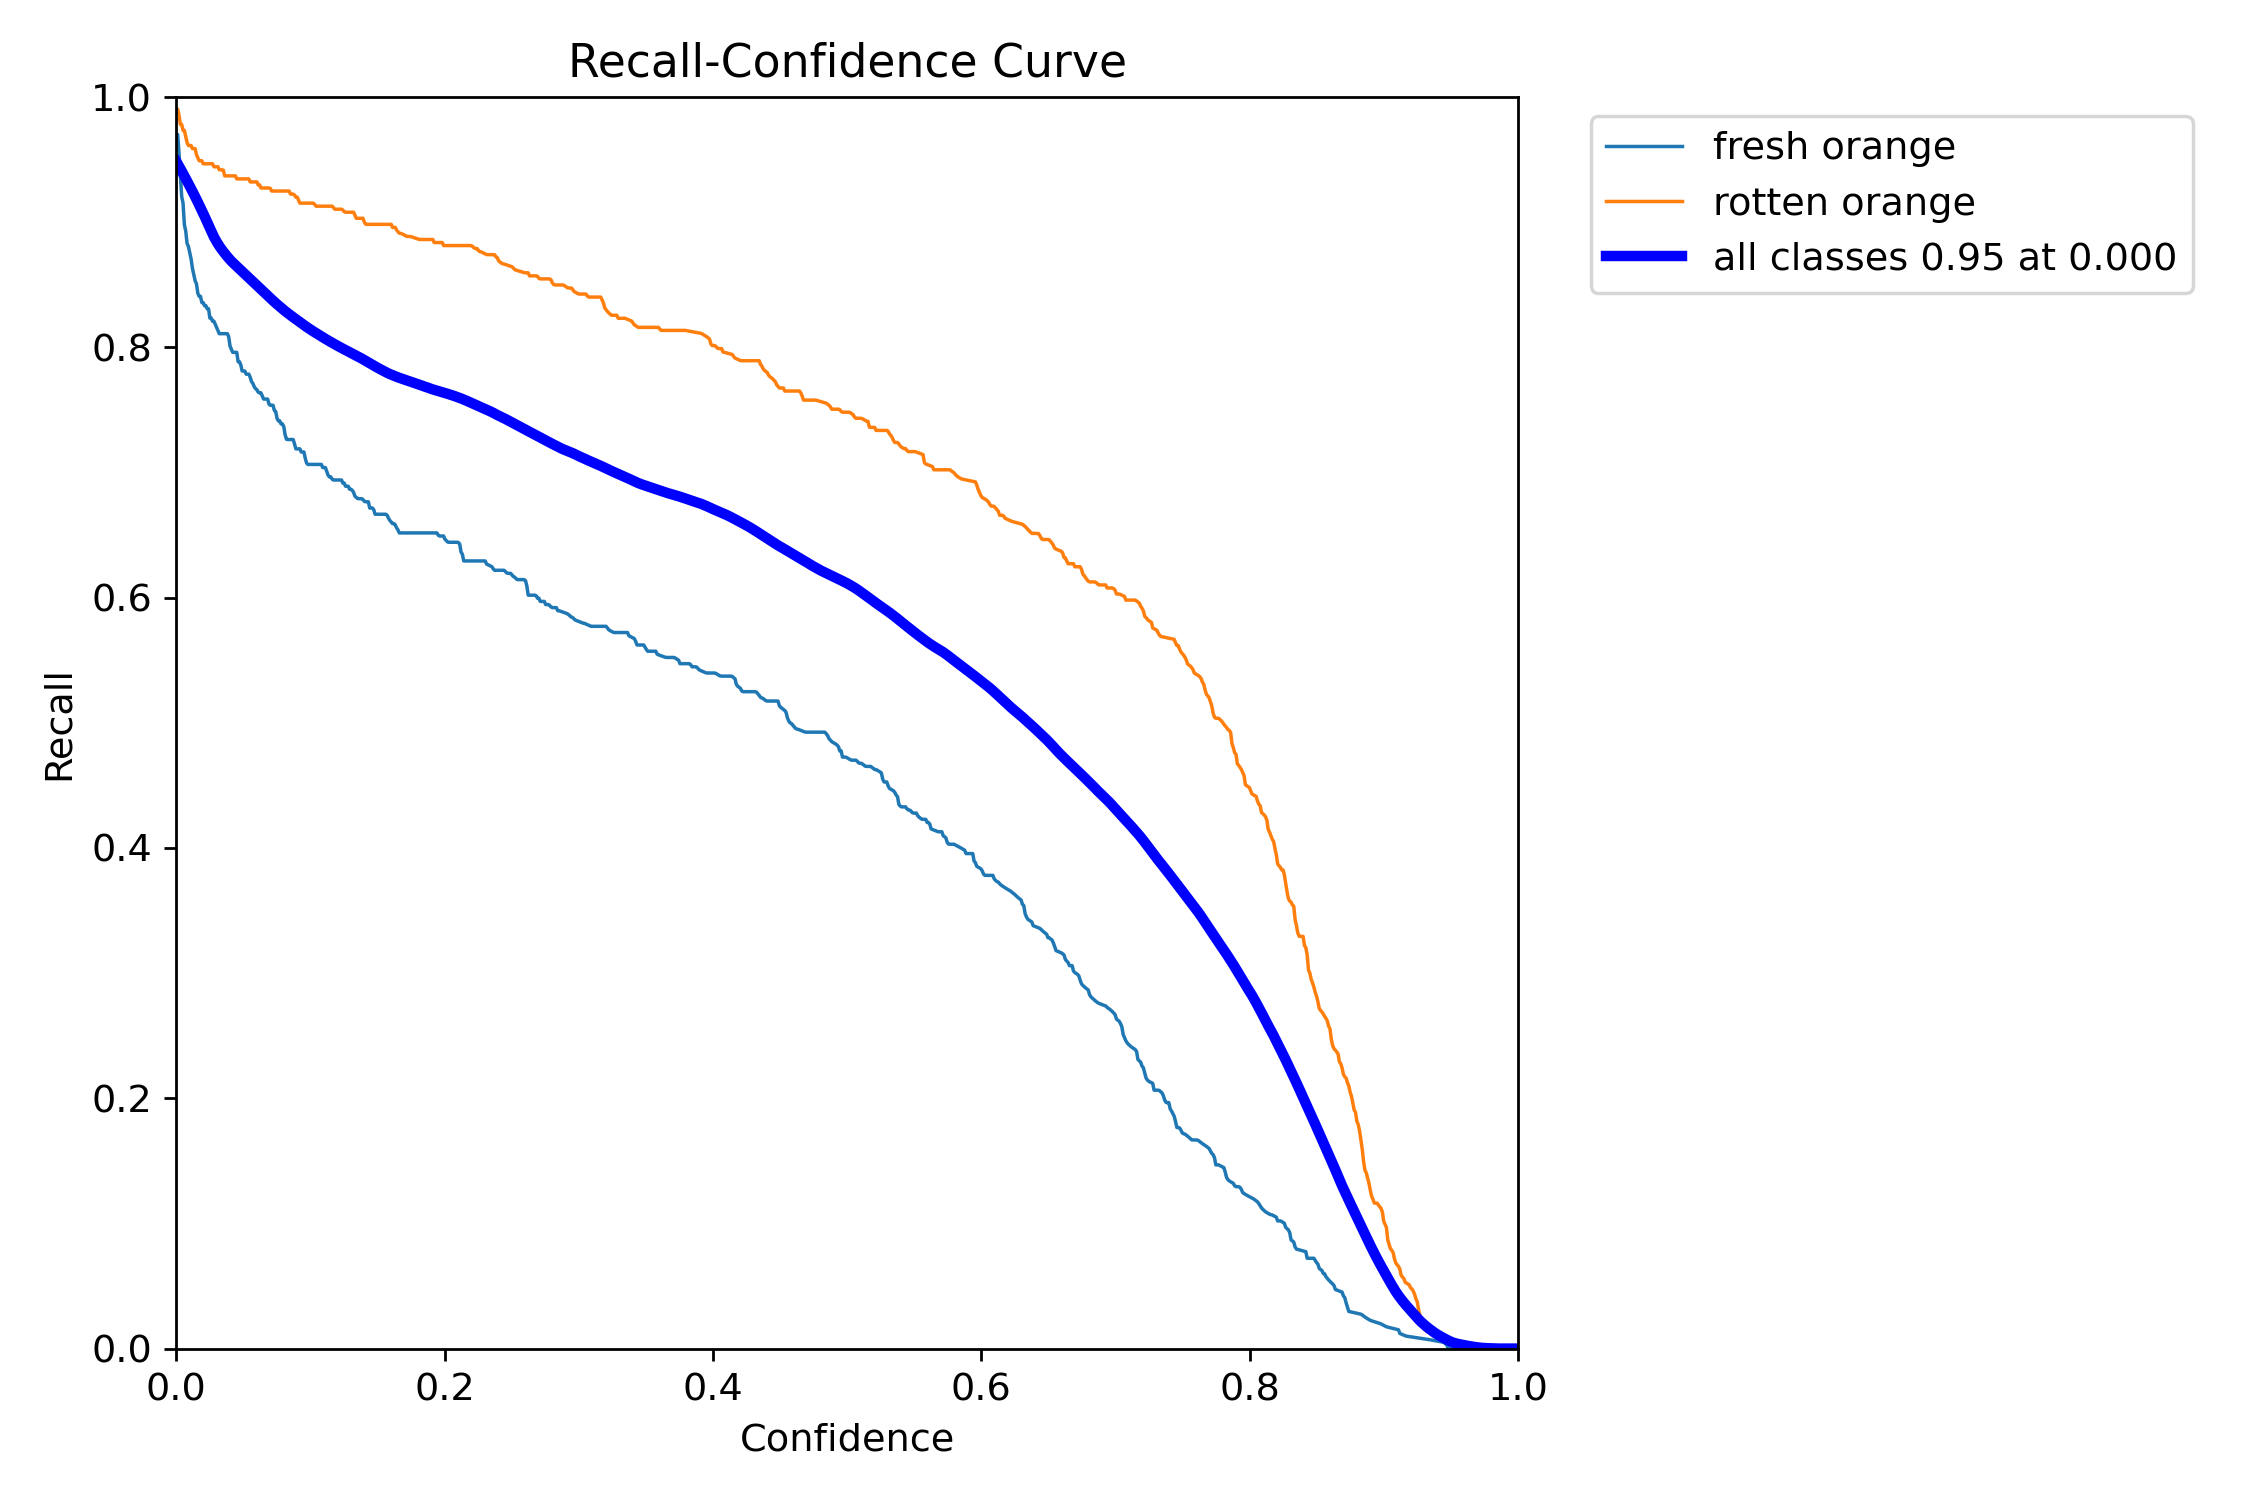 Recall-Confidence Curve
1.0
0.8
0.6
0.4
0.2
0.0
Recall
0.0 0.2 0.4 0.6 0.8 1.0
Confidence
fresh orange
rotten orange
all classes 0.95 at 0.000